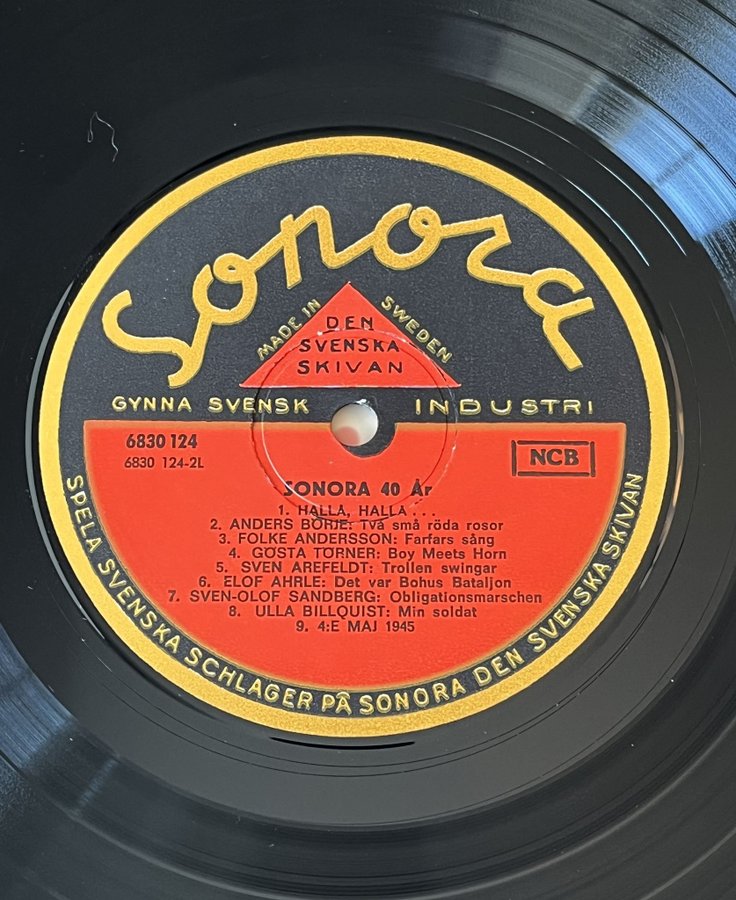 Sonora
MADE IN SWEDEN
DEN
SVENSKA
SKIVAN
GYNNA SVENSK INDUSTRI
6830 124
6830 124-2L
NCB
SONORA 40 År
1. HALLÅ, HALLÅ . . .
2. ANDERS BÖRJE: Två små röda rosor
3. FOLKE ANDERSSON: Farfars sång
4. GÖSTA TÖRNER: Boy Meets Horn
5. SVEN AREFELDT: Trollen swingar
6. ELOF AHRLE: Det var Bohus Bataljon
7. SVEN-OLOF SANDBERG: Obligationsmarschen
8. ULLA BILLQUIST: Min soldat
9. 4:E MAJ 1945
SPELA SVENSKA SCHLAGER PÅ SONORA DEN SVENSKA SKIVAN